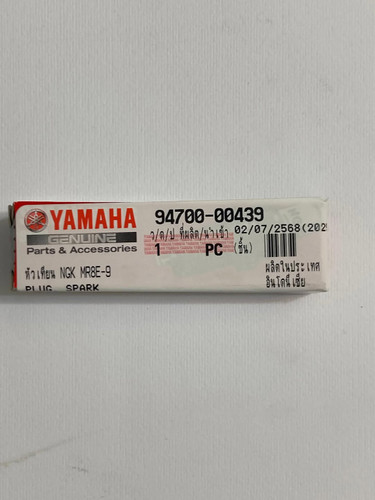 YAMAHA
GENUINE
Parts & Accessories
94700-00439
ว/ด/ป ที่ผลิต/นำเข้า 02/07/2568(202
1 PC (ชิ้น)
หัวเทียน NGK MR8E-9
ผลิตในประเทศ
อินโดนีเซีย
PLUG, SPARK